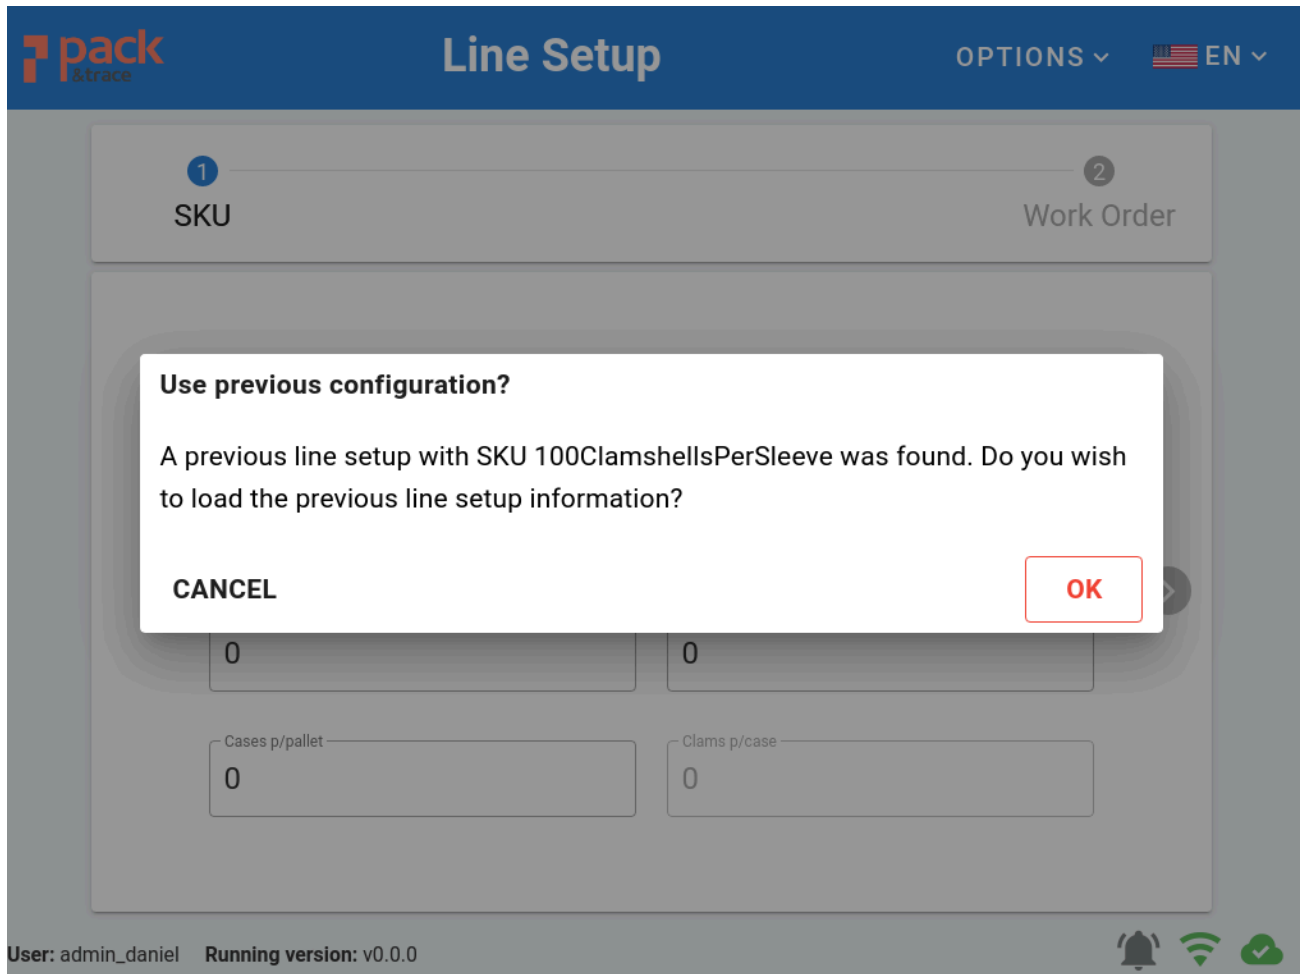 pack
&trace
Line Setup
OPTIONS
EN
1
2
SKU
Work Order
Use previous configuration?
A previous line setup with SKU 100ClamshellsPerSleeve was found. Do you wish
to load the previous line setup information?
CANCEL
OK
0
0
Cases p/pallet
Clams p/case
0
0
User: admin_daniel Running version: v0.0.0